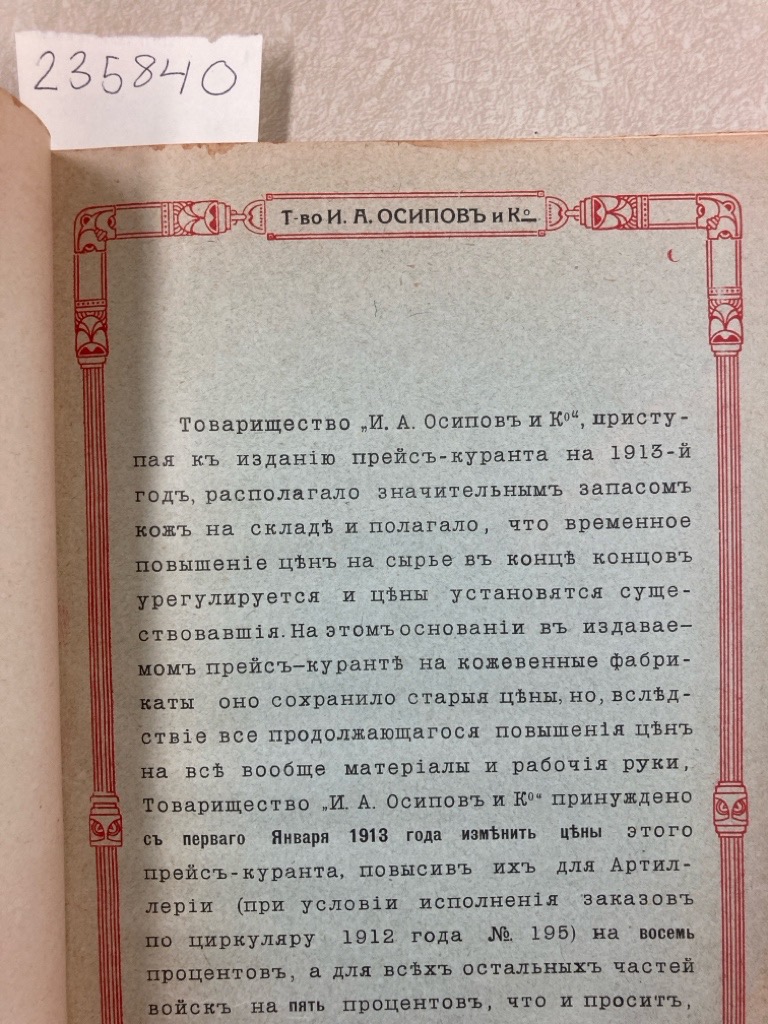 235840
Т-во И. А. ОСИПОВЪ и Ко
Товарищество „И. А. Осиповъ и Ко“, присту-
пая къ изданію прейсъ-куранта на 1913-й
годъ, располагало значительнымъ запасомъ
кожъ на складѣ и полагало, что временное
повышеніе цѣнъ на сырье въ концѣ концовъ
урегулируется и цѣны установятся суще-
ствовавшія. На этомъ основаніи въ издавае-
момъ прейсъ-курантѣ на кожевенные фабри-
каты оно сохранило старыя цѣны, но, вслѣд-
ствіе все продолжающагося повышенія цѣнъ
на всѣ вообще матеріалы и рабочія руки,
Товарищество „И. А. Осиповъ и Ко“ принуждено
съ перваго Января 1913 года измѣнить цѣны этого
прейсъ-куранта, повысивъ ихъ для Артил-
леріи (при условіи исполненія заказовъ
по циркуляру 1912 года №. 195) на восемь
процентовъ, а для всѣхъ остальныхъ частей
войскъ на пять процентовъ, что и проситъ,